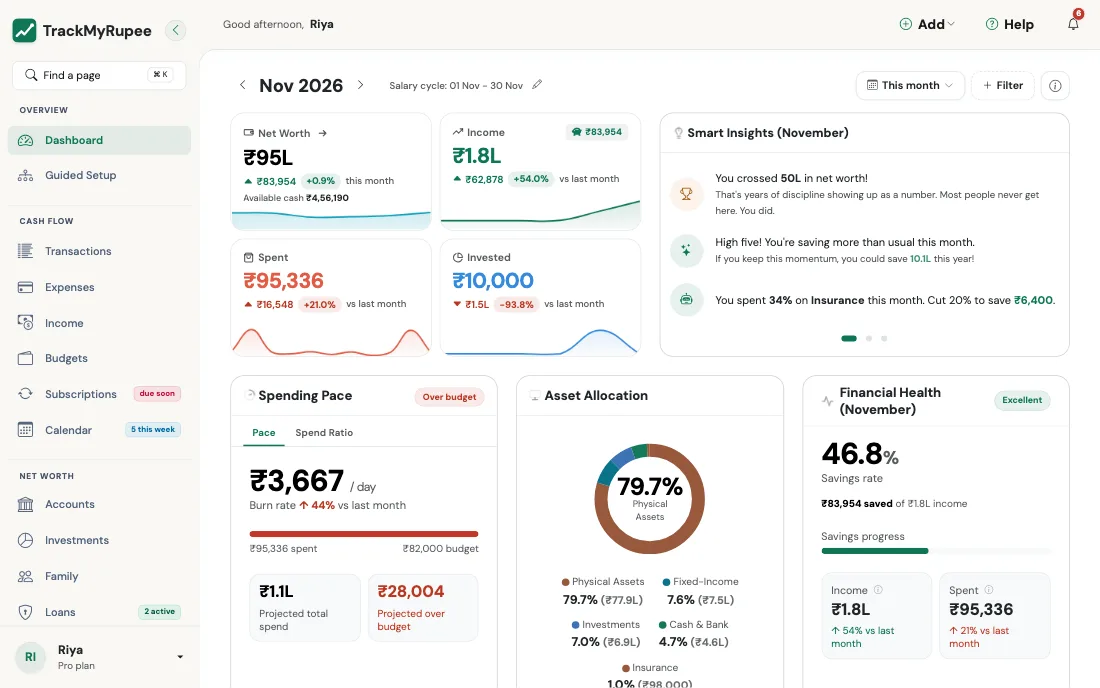 TrackMyRupee
Good afternoon, Riya
Add
Help
6
Find a page
⌘ K
OVERVIEW
Dashboard
Guided Setup
CASH FLOW
Transactions
Expenses
Income
Budgets
Subscriptions
due soon
Calendar
5 this week
NET WORTH
Accounts
Investments
Family
Loans
2 active
RI
Riya
Pro plan
Nov 2026
Salary cycle: 01 Nov - 30 Nov
This month
+ Filter
Net Worth →
₹95L
₹83,954 +0.9% this month
Available cash ₹4,56,190
Income
₹83,954
₹1.8L
₹62,878 +54.0% vs last month
Spent
₹95,336
₹16,548 +21.0% vs last month
Invested
₹10,000
₹1.5L -93.8% vs last month
Smart Insights (November)
You crossed 50L in net worth!
That's years of discipline showing up as a number. Most people never get
here. You did.
High five! You're saving more than usual this month.
If you keep this momentum, you could save 10.1L this year!
You spent 34% on Insurance this month. Cut 20% to save ₹6,400.
Spending Pace
Over budget
Pace
Spend Ratio
₹3,667 / day
Burn rate ↑ 44% vs last month
₹95,336 spent
₹82,000 budget
₹1.1L
Projected total
spend
₹28,004
Projected over
budget
Asset Allocation
79.7%
Physical
Assets
Physical Assets
79.7% (₹77.9L)
Fixed-Income
7.6% (₹7.5L)
Investments
7.0% (₹6.9L)
Cash & Bank
4.7% (₹4.6L)
Insurance
1.0% (₹98,000)
Financial Health
(November)
Excellent
46.8%
Savings rate
₹83,954 saved of ₹1.8L income
Savings progress
Income
₹1.8L
↑ 54% vs last
month
Spent
₹95,336
↑ 21% vs last
month